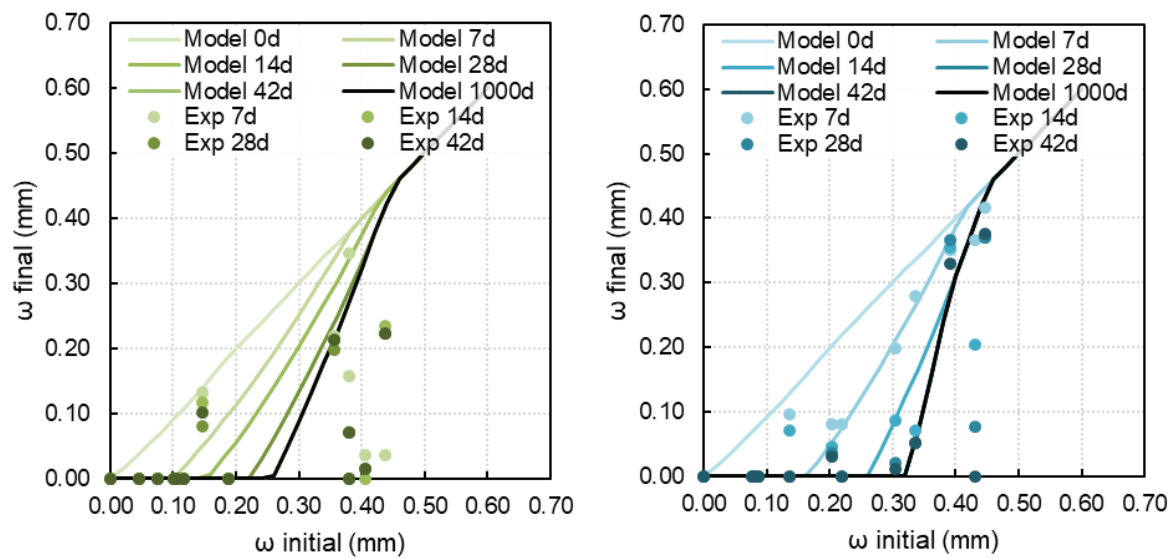 0.70
Model 0d
Model 7d
0.60
Model 14d
Model 28d
Model 42d
Model 1000d
Exp 7d
Exp 14d
0.50
Exp 28d
Exp 42d
0.40
0.30
0.20
0.10
0.00
ω final (mm)
0.00 0.10 0.20 0.30 0.40 0.50 0.60 0.70
ω initial (mm)
0.70
Model 0d
Model 7d
0.60
Model 14d
Model 28d
Model 42d
Model 1000d
Exp 7d
Exp 14d
0.50
Exp 28d
Exp 42d
0.40
0.30
0.20
0.10
0.00
ω final (mm)
0.00 0.10 0.20 0.30 0.40 0.50 0.60 0.70
ω initial (mm)